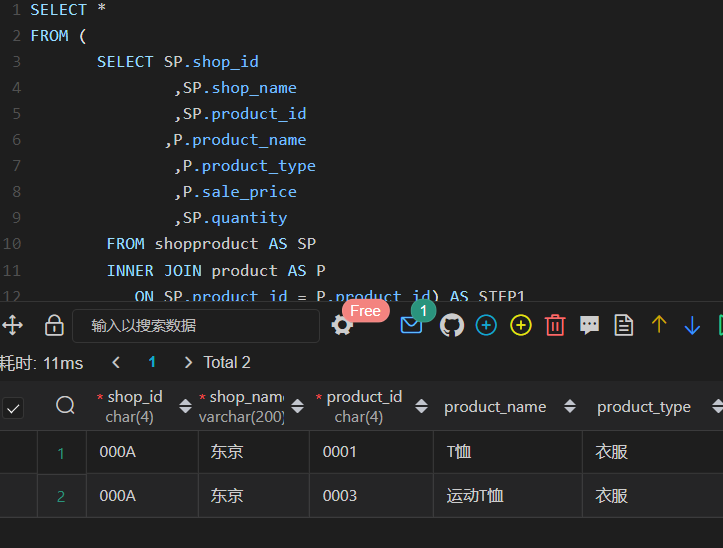 1 SELECT *
2 FROM (
3 SELECT SP.shop_id
4 ,SP.shop_name
5 ,SP.product_id
6 ,P.product_name
7 ,P.product_type
8 ,P.sale_price
9 ,SP.quantity
10 FROM shopproduct AS SP
11 INNER JOIN product AS P
12 ON SP.product_id = P.product_id) AS STEP1
输入以搜索数据 Free 1
耗时: 11ms < 1 > Total 2
* shop_id * shop_name * product_id product_name product_type
char(4) varchar(200) char(4)
1 000A 东京 0001 T恤 衣服
2 000A 东京 0003 运动T恤 衣服